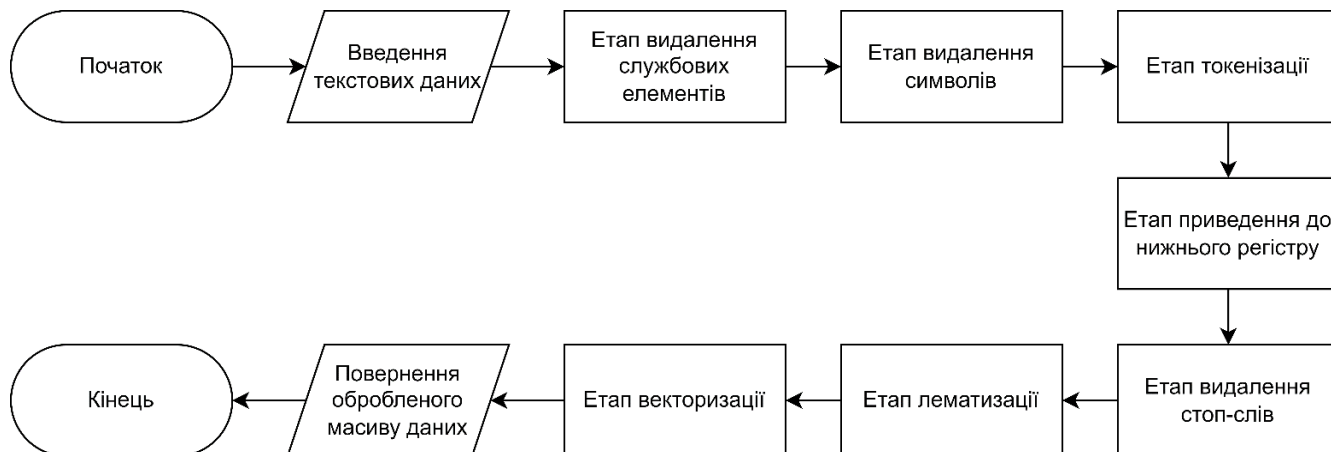 Початок
Введення
текстових даних
Етап видалення
службових
елементів
Етап видалення
символів
Етап токенізації
Етап приведення до
нижнього регістру
Етап видалення
стоп-слів
Етап лематизації
Етап векторизації
Повернення
обробленого
масиву даних
Кінець